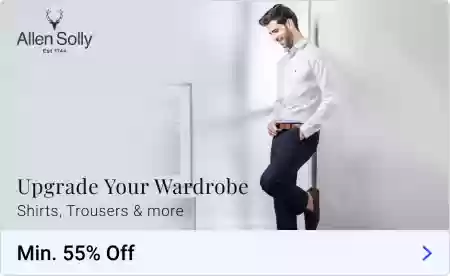 Allen Solly
Est 1744
Upgrade Your Wardrobe
Shirts, Trousers & more
Min. 55% Off